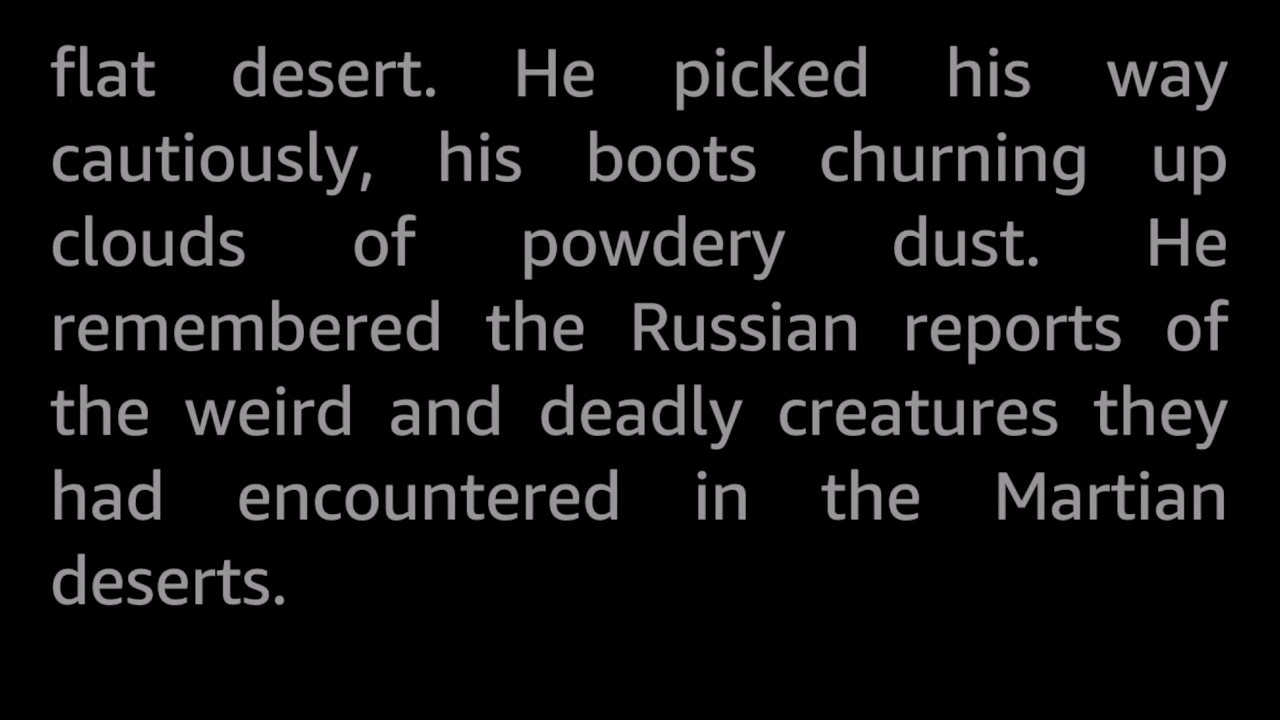 flat desert. He picked his way
cautiously, his boots churning up
clouds of powdery dust. He
remembered the Russian reports of
the weird and deadly creatures they
had encountered in the Martian
deserts.